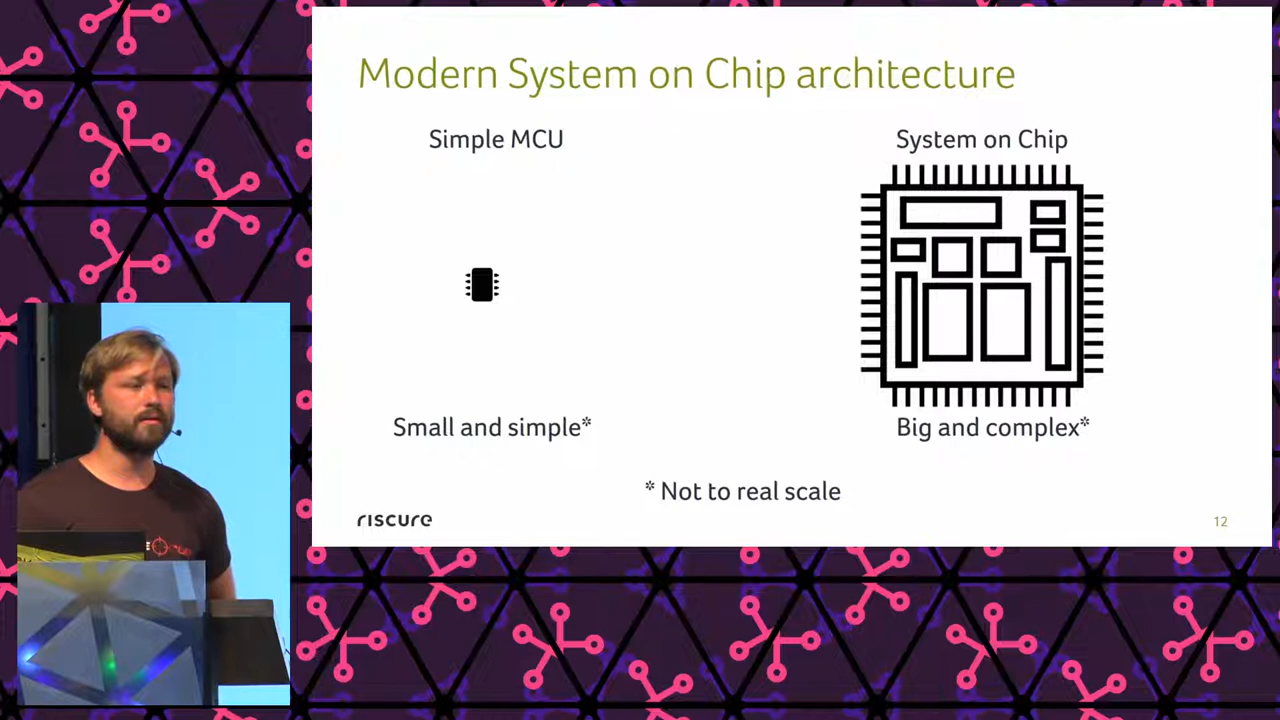 Modern System on Chip architecture
Simple MCU
System on Chip
Small and simple*
Big and complex*
* Not to real scale
riscure
12